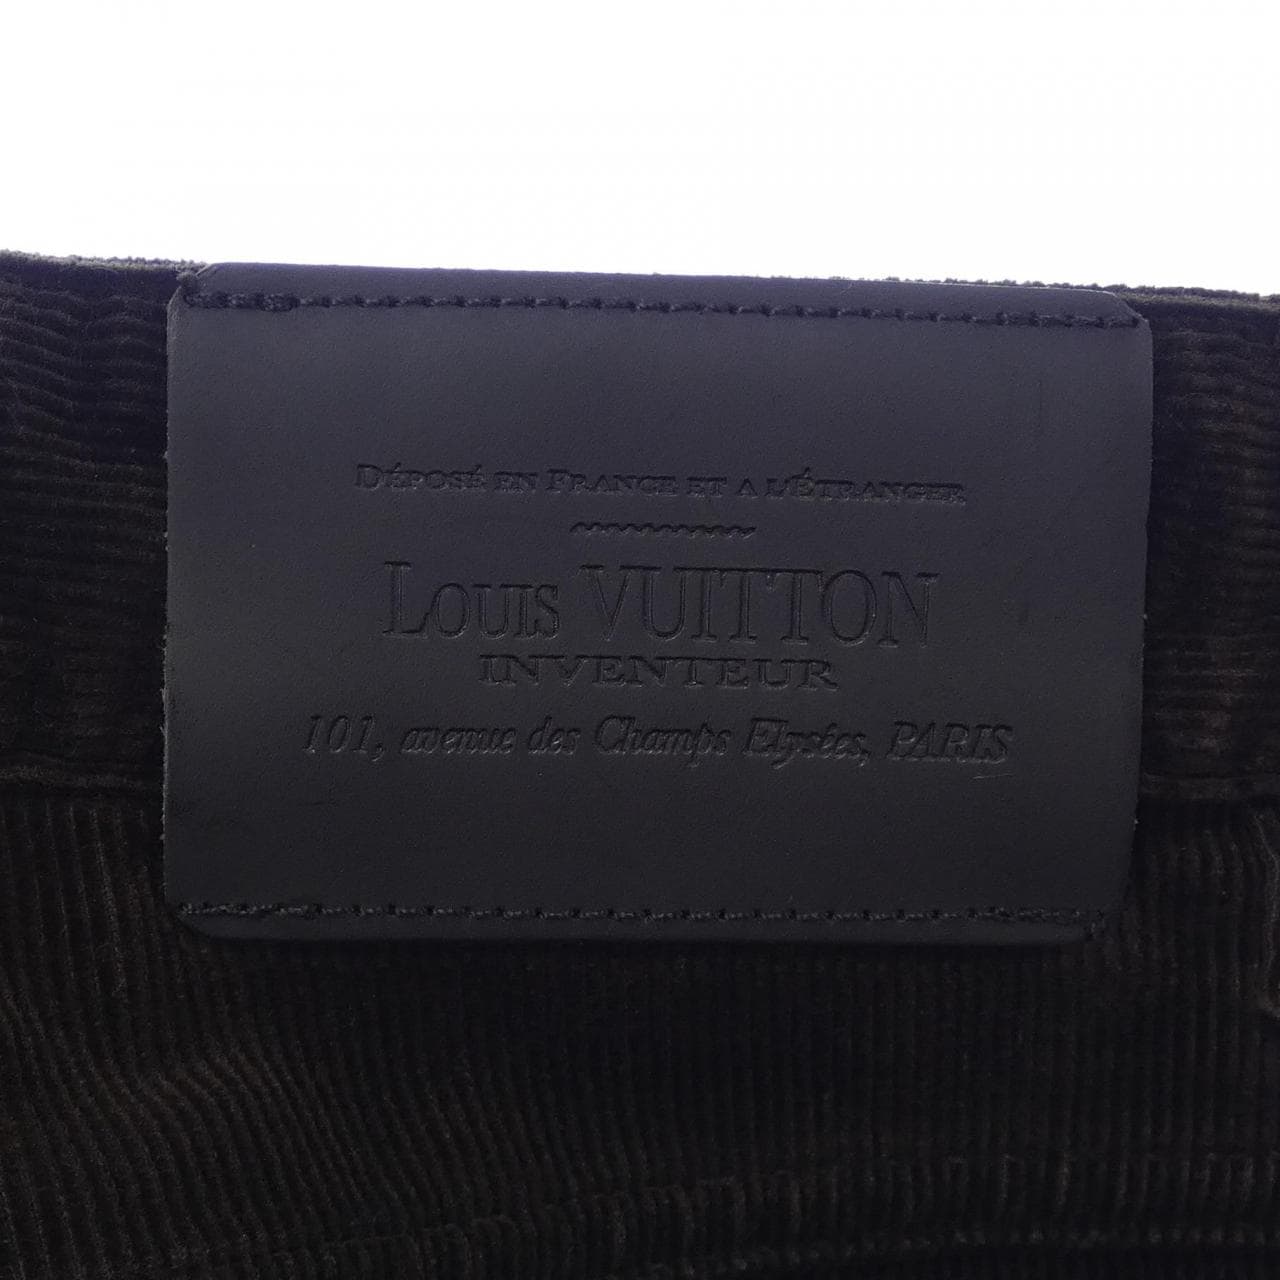 DÉPOSÉ EN FRANCE ET A L'ÉTRANGER
LOUIS VUITTON
INVENTEUR
101, avenue des Champs Elysées, PARIS